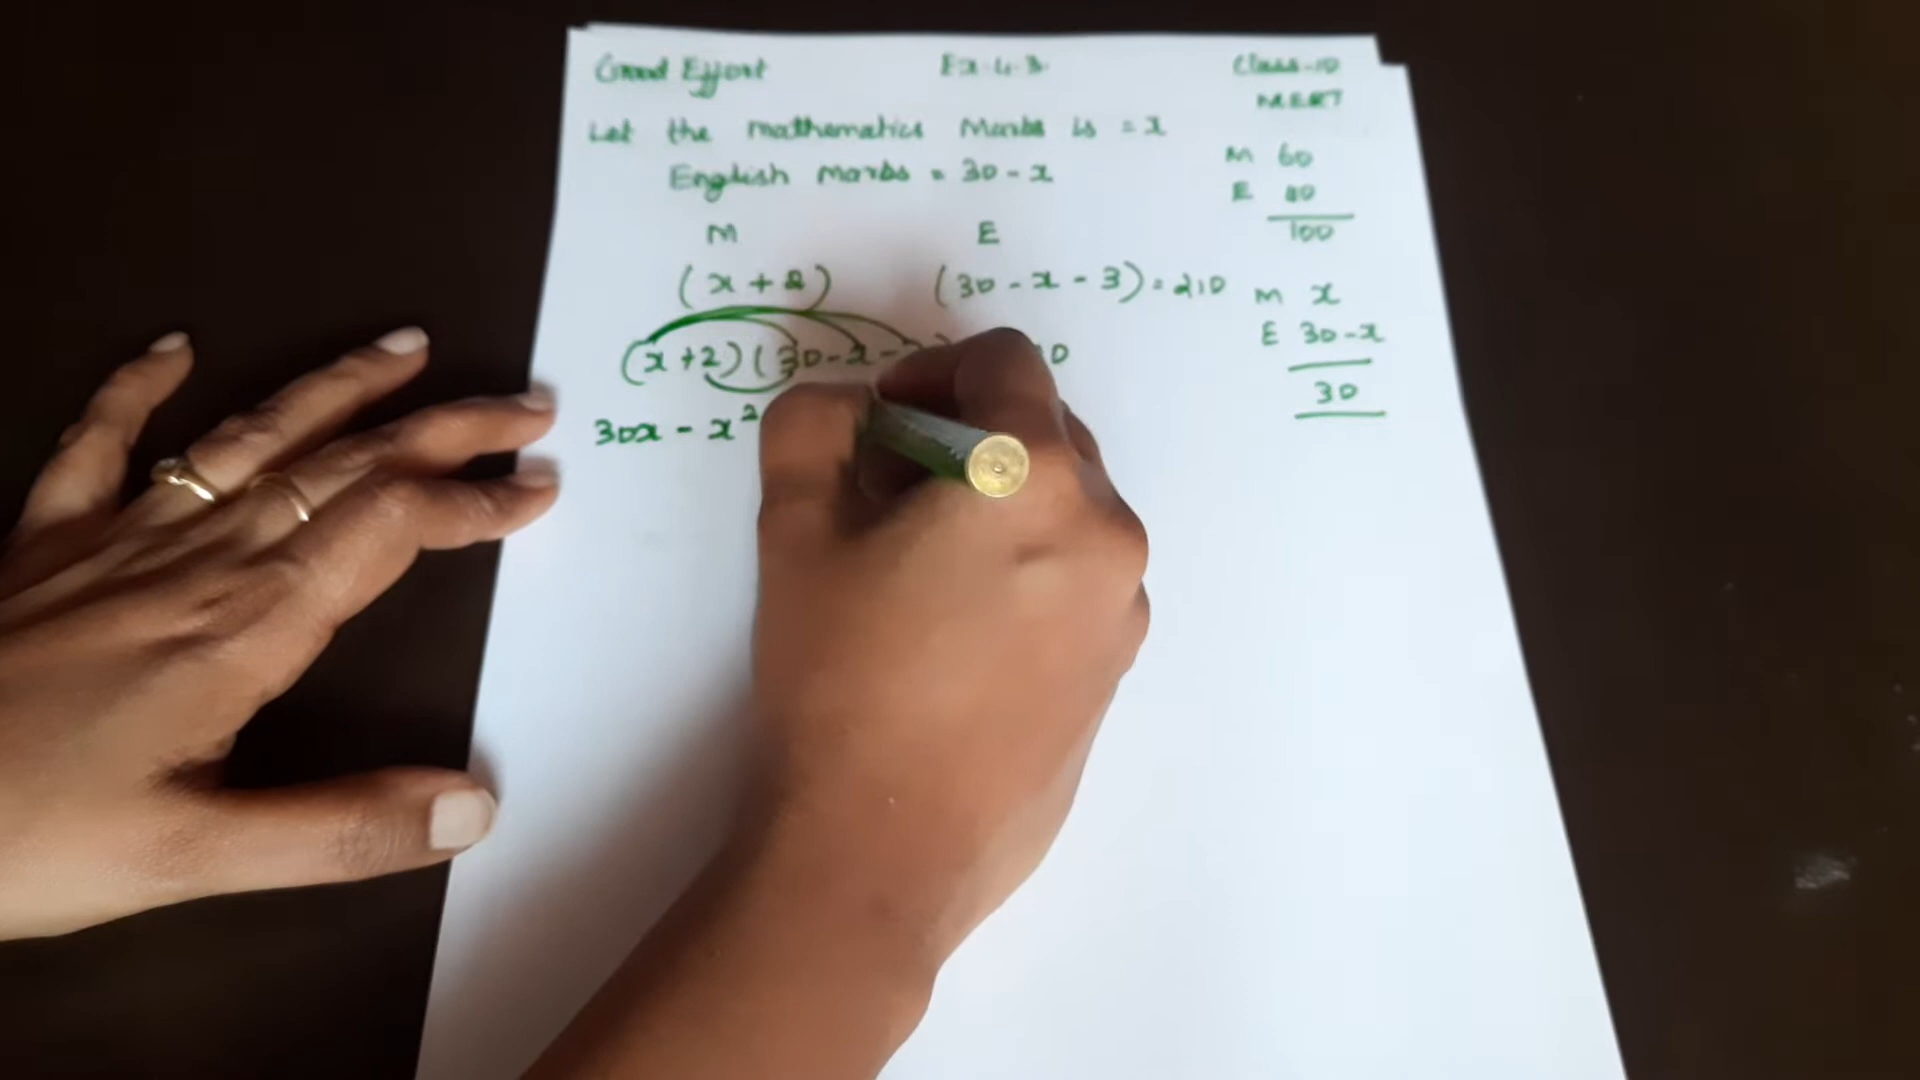 Good Effort Ex 4.3 Class-10
NCERT
Let the mathematics Marks is = x
English marks = 30 - x
M 60
E 40
100
M E
(x + 2) (30 - x - 3) = 210
M x
E 30-x
30
(x+2)(30-x-
30x - x²